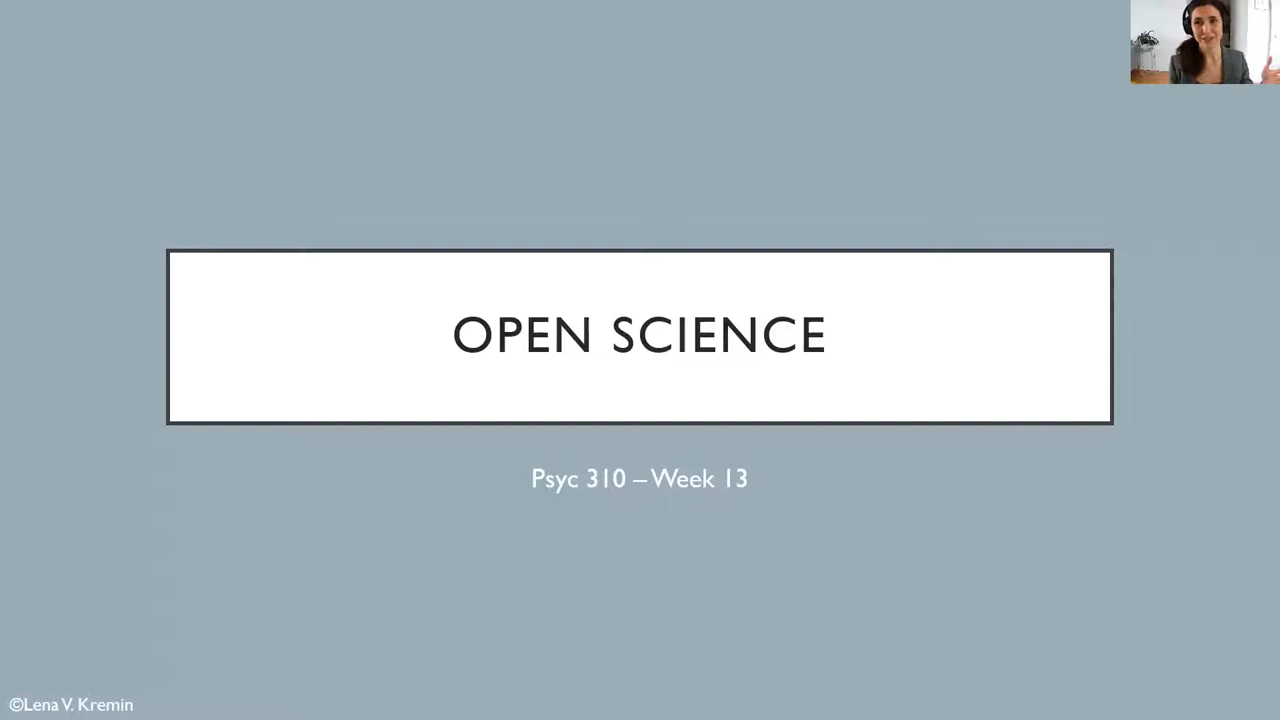 OPEN SCIENCE
Psyc 310 – Week 13
©Lena V. Kremin